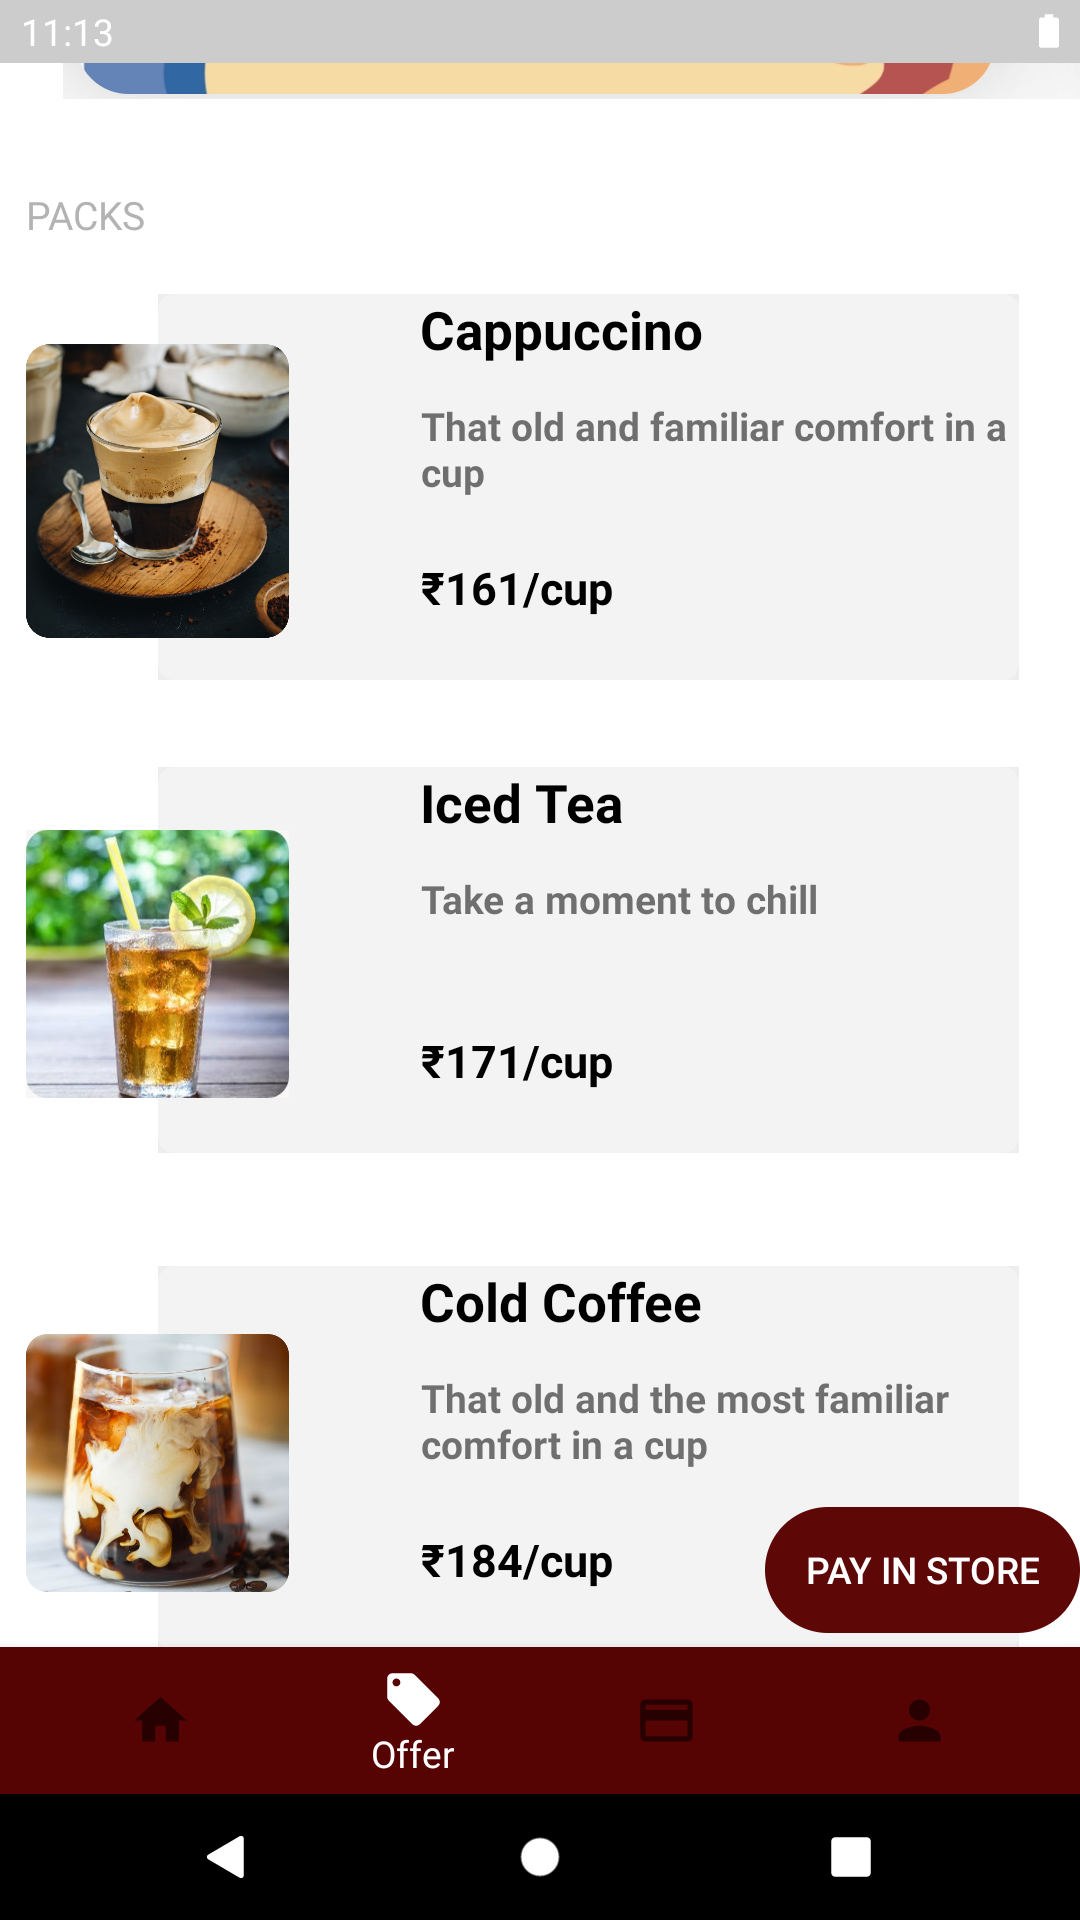 11:13
PACKS
Cappuccino
That old and familiar comfort in a
cup
₹161/cup
Iced Tea
Take a moment to chill
₹171/cup
Cold Coffee
That old and the most familiar
comfort in a cup
₹184/cup
PAY IN STORE
Offer